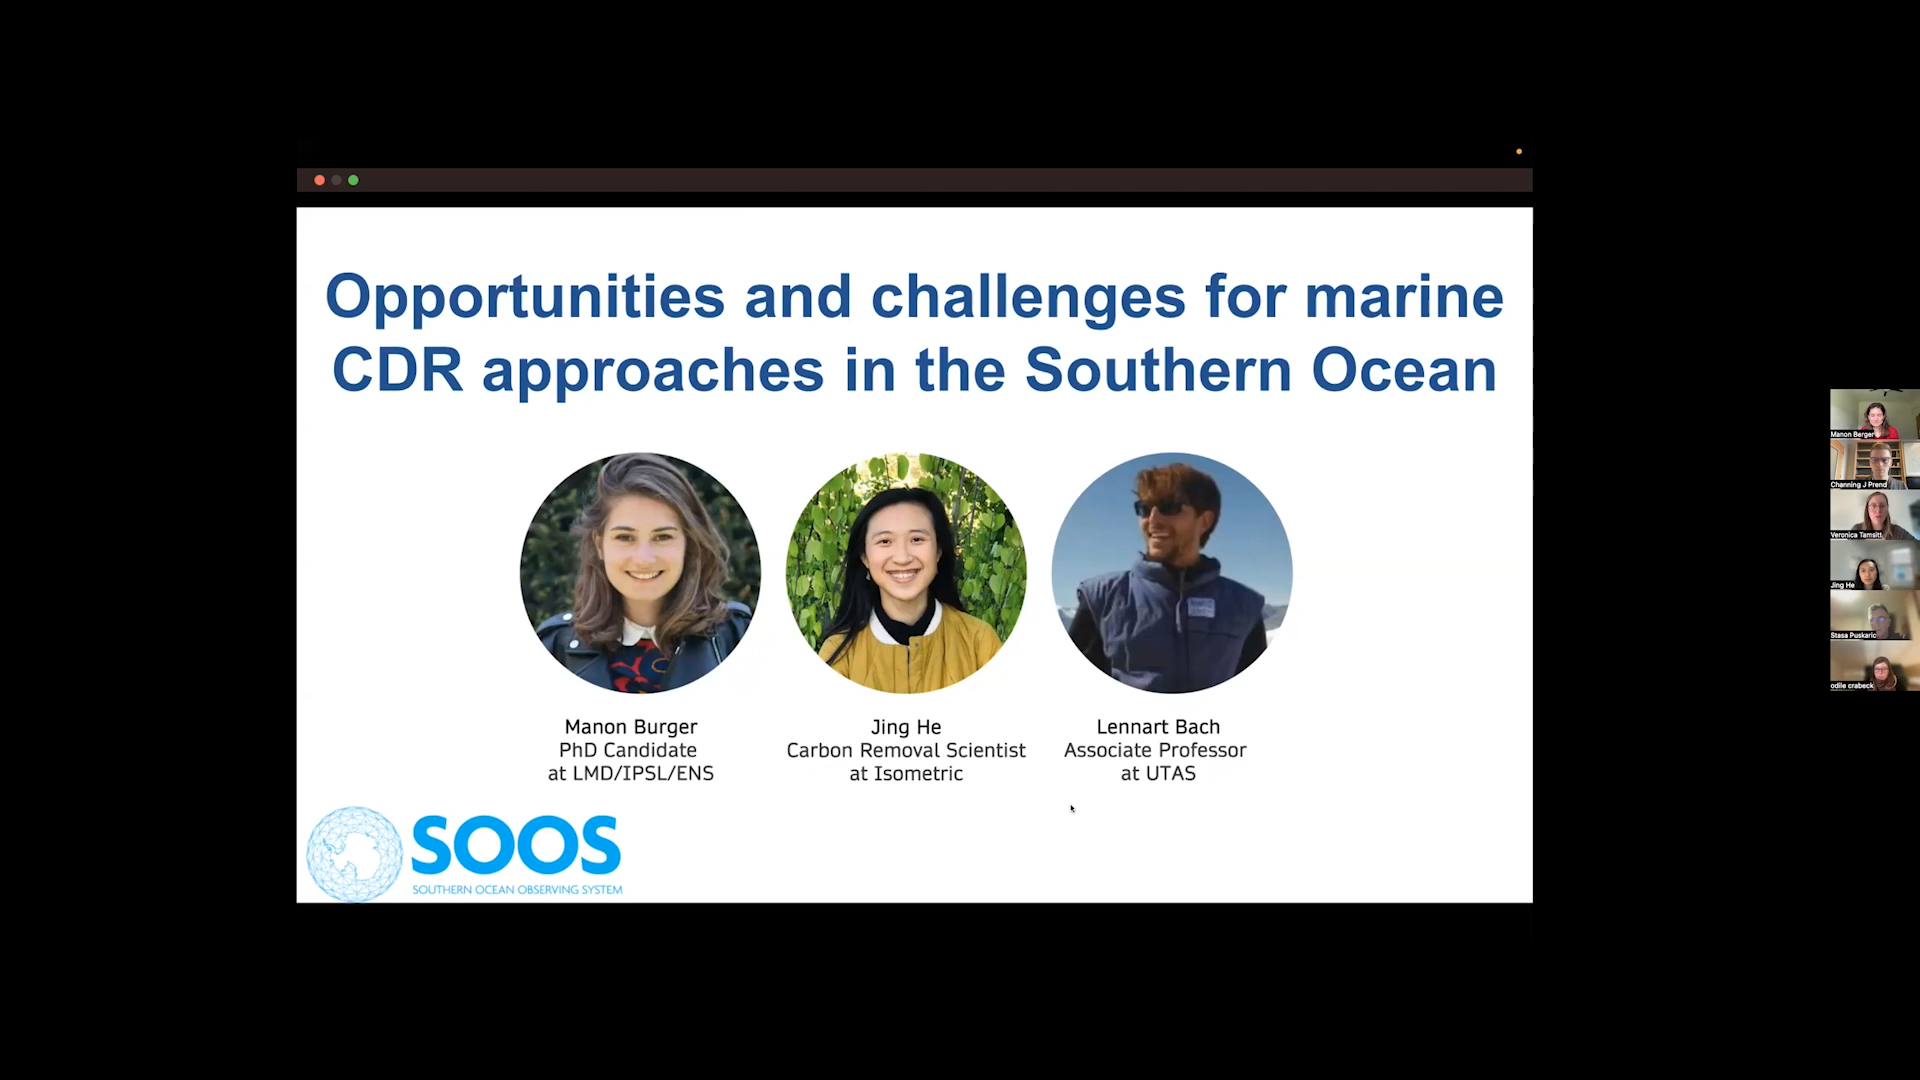 Opportunities and challenges for marine
CDR approaches in the Southern Ocean
Manon Burger
PhD Candidate
at LMD/IPSL/ENS
Jing He
Carbon Removal Scientist
at Isometric
Lennart Bach
Associate Professor
at UTAS
SOOS
SOUTHERN OCEAN OBSERVING SYSTEM
Manon Berger
Channing J Prend
Veronica Tamsitt
Jing He
Stasa Puskaric
odile crabeck